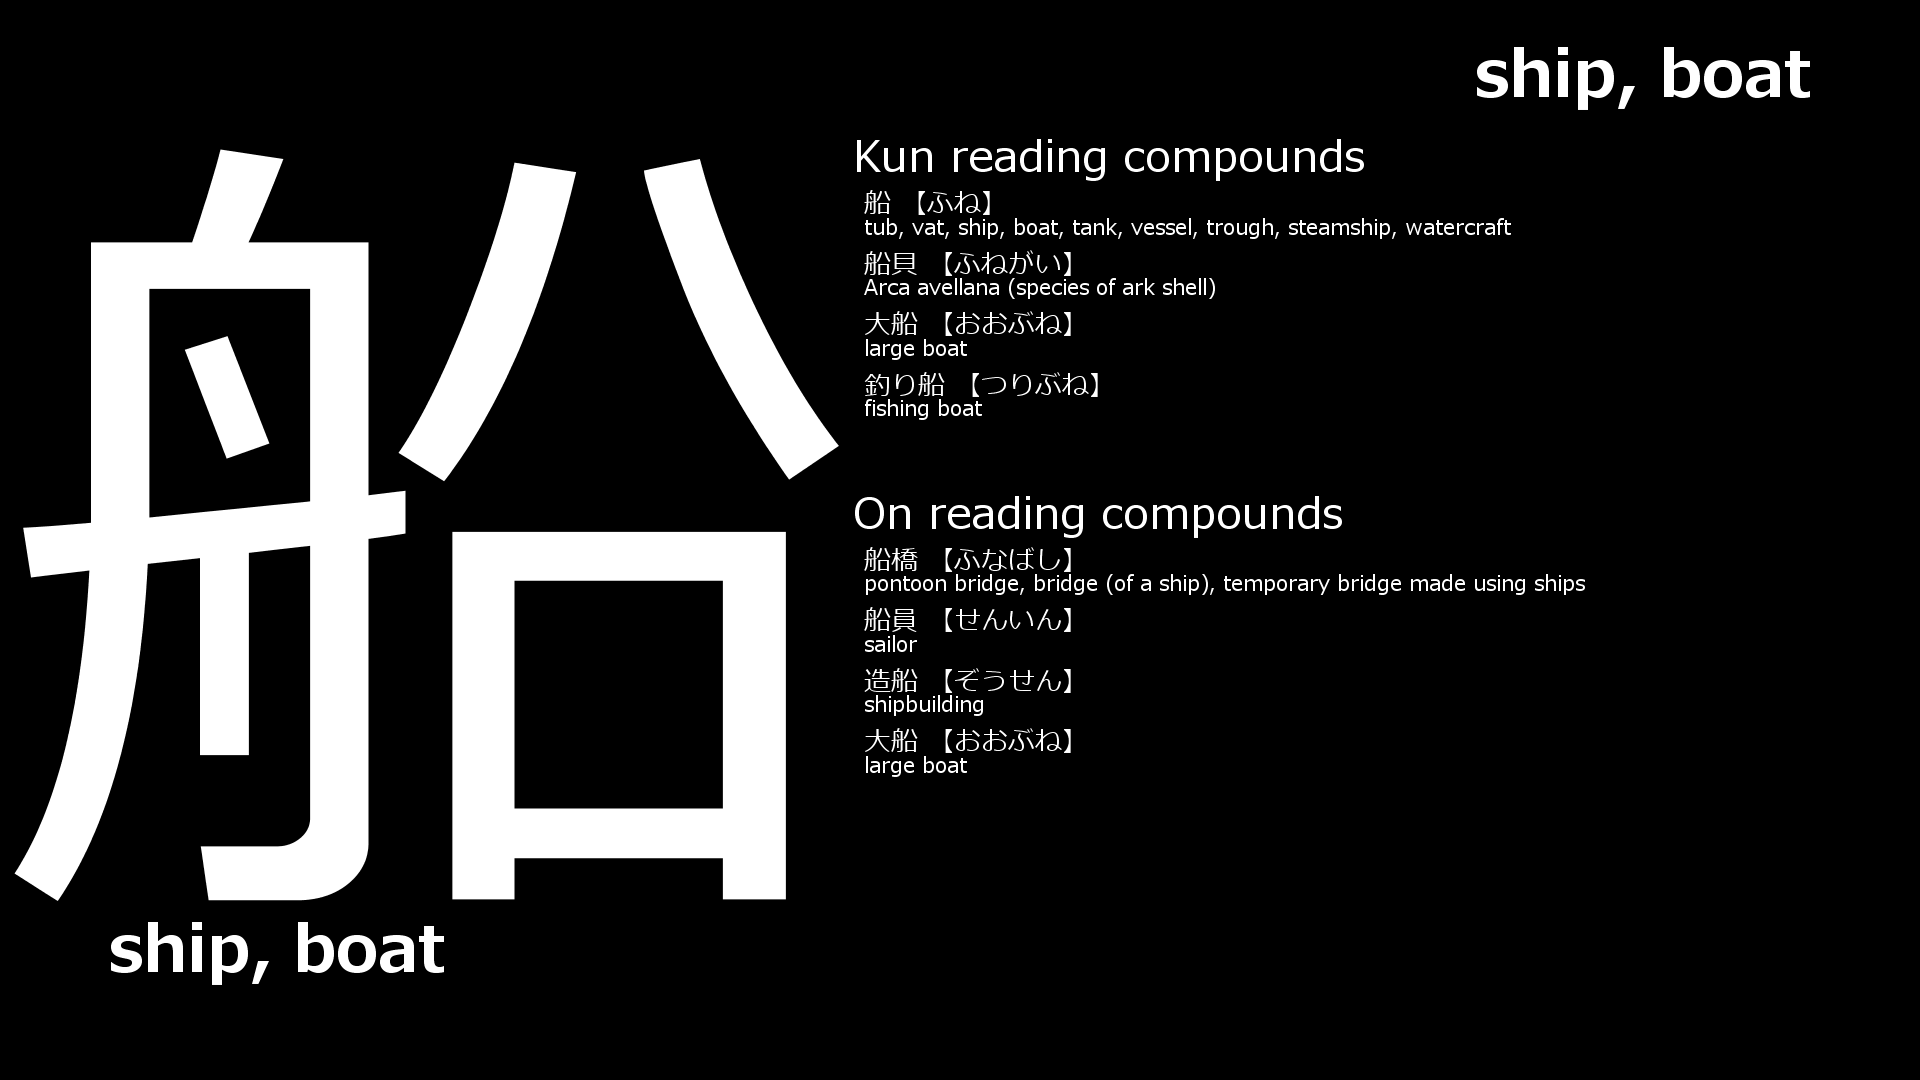 ship, boat
船
Kun reading compounds
船 【ふね】
tub, vat, ship, boat, tank, vessel, trough, steamship, watercraft
船貝 【ふねがい】
Arca avellana (species of ark shell)
大船 【おおぶね】
large boat
釣り船 【つりぶね】
fishing boat
On reading compounds
船橋 【ふなばし】
pontoon bridge, bridge (of a ship), temporary bridge made using ships
船員 【せんいん】
sailor
造船 【ぞうせん】
shipbuilding
大船 【おおぶね】
large boat
ship, boat